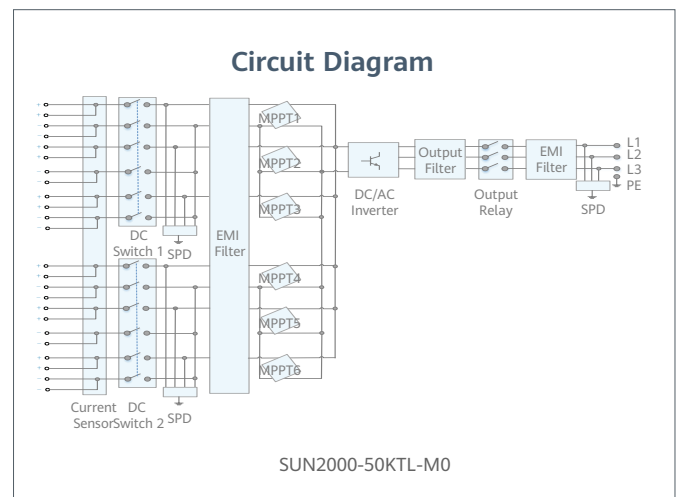 Circuit Diagram
MPPT1
MPPT2
MPPT3
MPPT4
MPPT5
MPPT6
DC
Switch 1
SPD
EMI
Filter
DC/AC
Inverter
Output
Filter
Output
Relay
EMI
Filter
L1
L2
L3
PE
SPD
Current
Sensor
DC
Switch 2
SPD
SUN2000-50KTL-M0